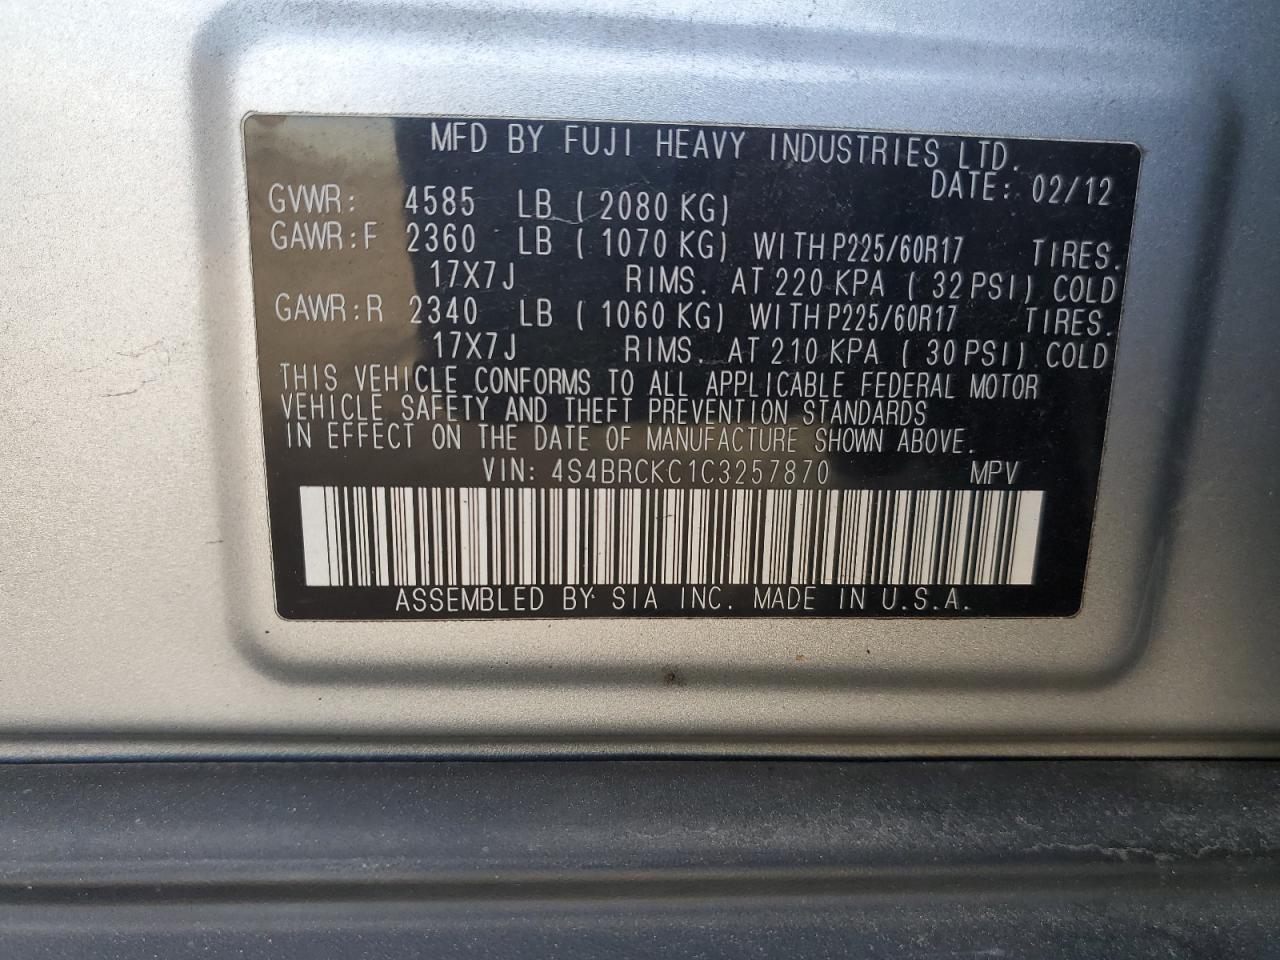 MFD BY FUJI HEAVY INDUSTRIES LTD.
DATE: 02/12
GVWR: 4585 LB ( 2080 KG)
GAWR:F 2360 LB ( 1070 KG) WITH P225/60R17 TIRES.
17X7J RIMS. AT 220 KPA ( 32 PSI) COLD
GAWR:R 2340 LB ( 1060 KG) WITH P225/60R17 TIRES.
17X7J RIMS. AT 210 KPA ( 30 PSI) COLD
THIS VEHICLE CONFORMS TO ALL APPLICABLE FEDERAL MOTOR
VEHICLE SAFETY AND THEFT PREVENTION STANDARDS
IN EFFECT ON THE DATE OF MANUFACTURE SHOWN ABOVE.
VIN: 4S4BRCKC1C3257870 MPV
ASSEMBLED BY SIA INC. MADE IN U.S.A.